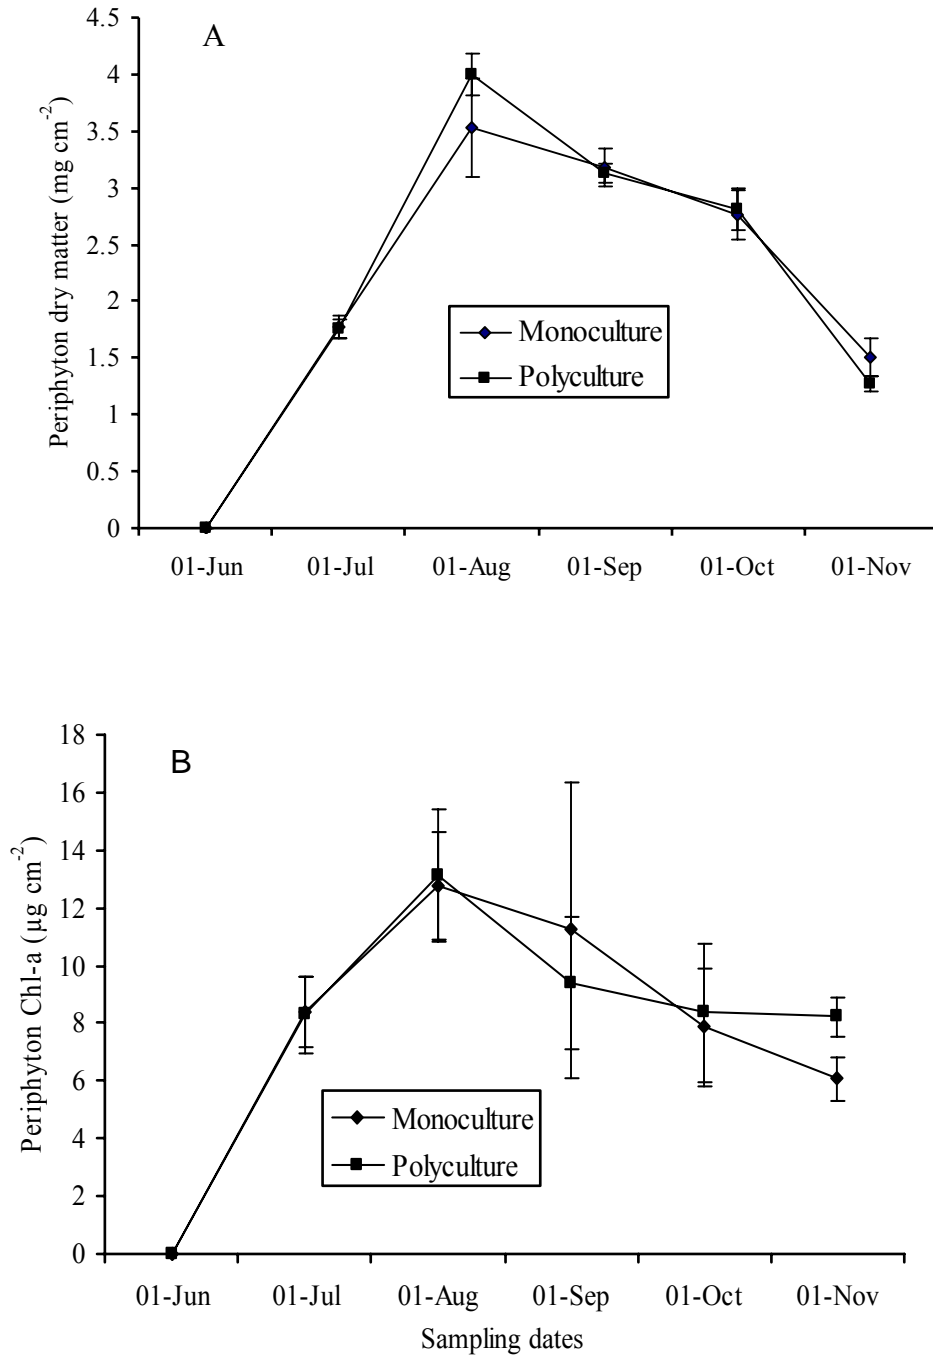 A
4.5
4
3.5
3
2.5
2
1.5
1
0.5
0
Periphyton dry matter (mg cm-2)
Monoculture
Polyculture
01-Jun 01-Jul 01-Aug 01-Sep 01-Oct 01-Nov
B
18
16
14
12
10
8
6
4
2
0
Periphyton Chl-a (µg cm-2)
Monoculture
Polyculture
01-Jun 01-Jul 01-Aug 01-Sep 01-Oct 01-Nov
Sampling dates